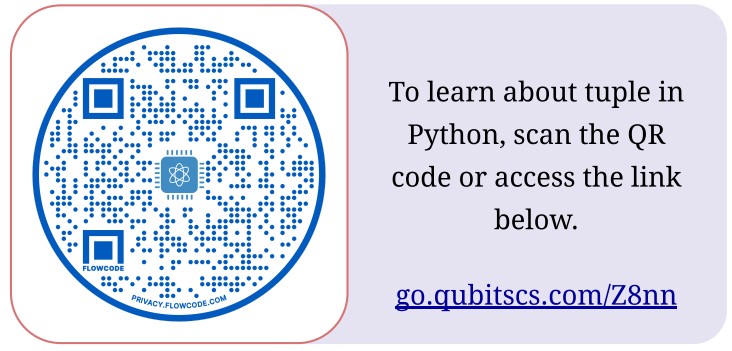 FLOWCODE
PRIVACY.FLOWCODE.COM
To learn about tuple in
Python, scan the QR
code or access the link
below.
go.qubitscs.com/Z8nn